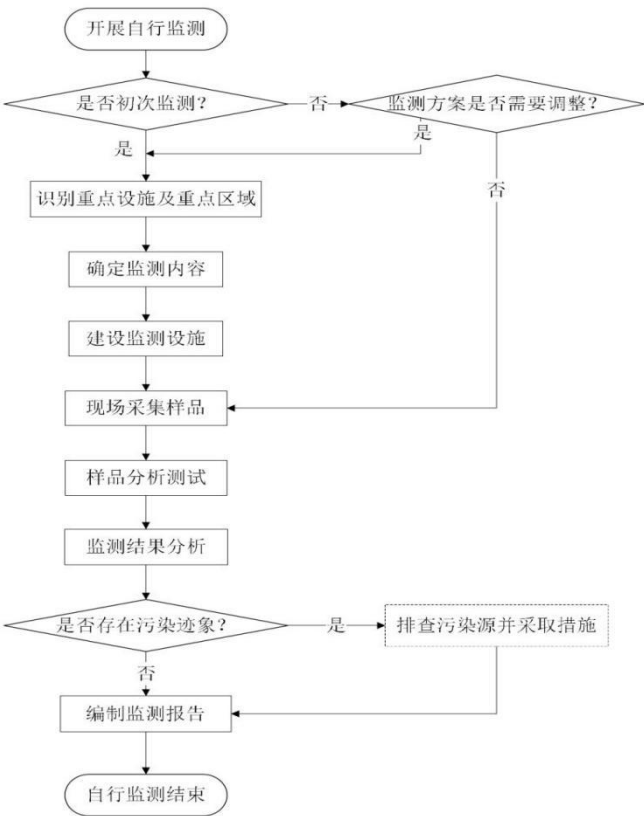 开展自行监测
是否初次监测？
否
监测方案是否需要调整？
是
是
否
识别重点设施及重点区域
确定监测内容
建设监测设施
现场采集样品
样品分析测试
监测结果分析
是否存在污染迹象？
是
排查污染源并采取措施
否
编制监测报告
自行监测结束